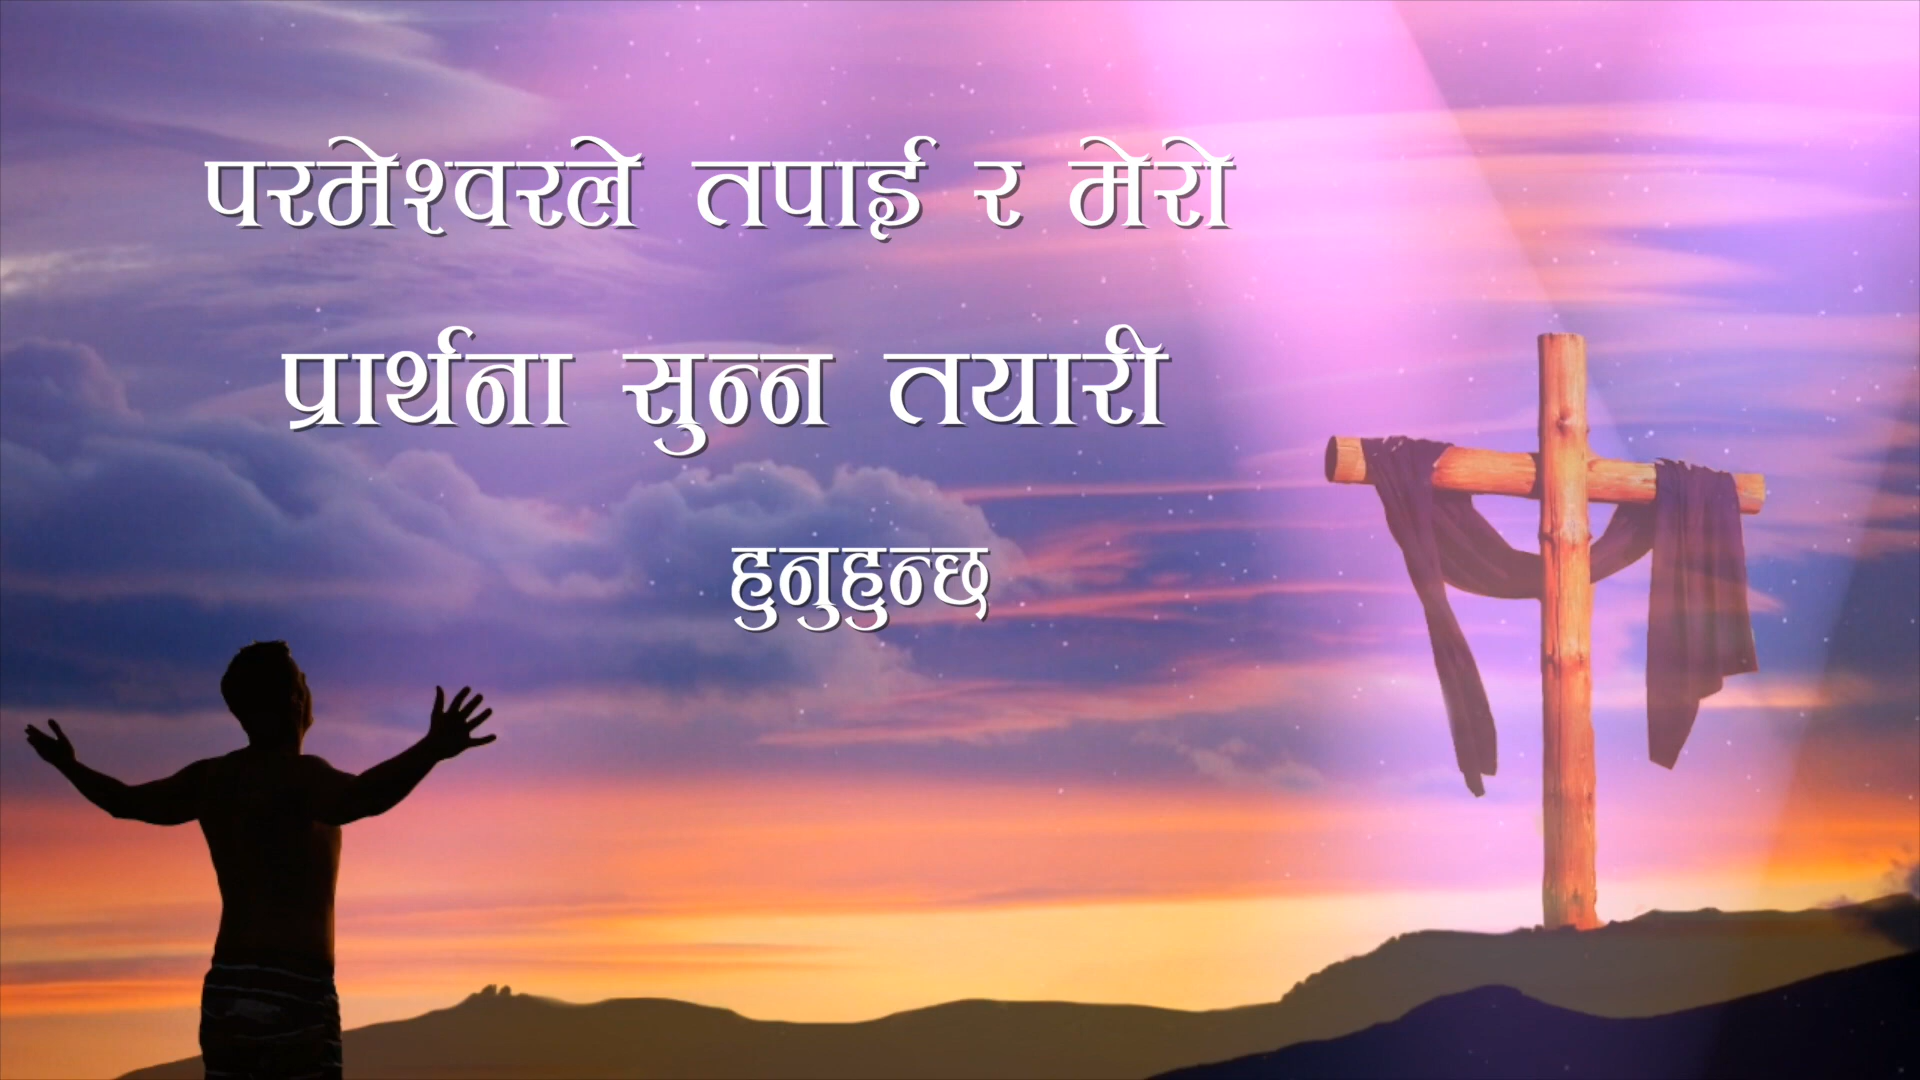 परमेश्वरले तपाई र मेरो
प्रार्थना सुन्न तयारी
हुनुहुन्छ